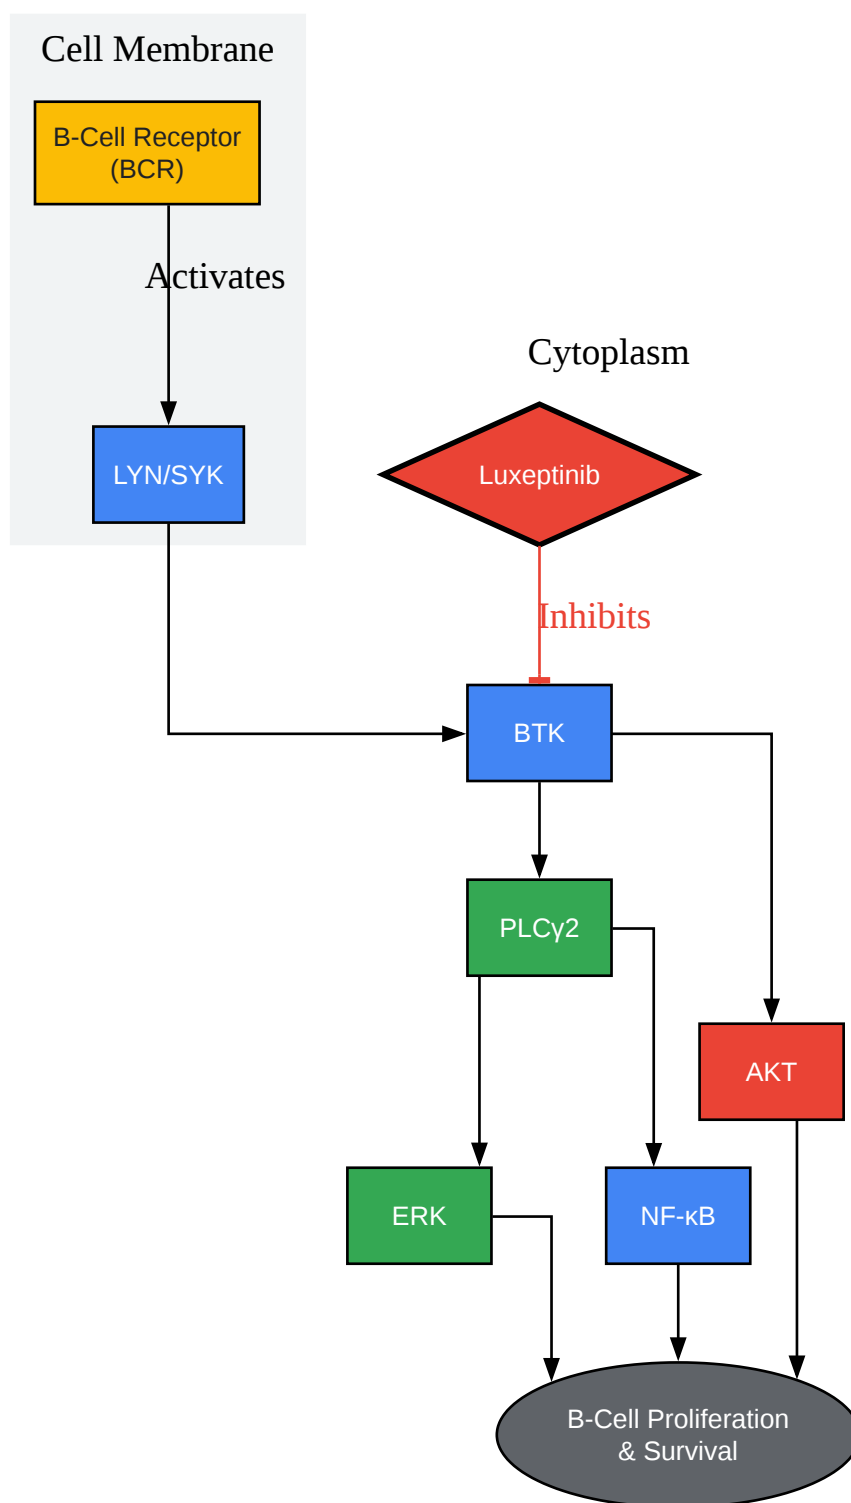 Cell Membrane
B-Cell Receptor
(BCR)
Activates
Cytoplasm
LYN/SYK
Luxeptinib
Inhibits
BTK
PLCγ2
AKT
ERK
NF-κB
B-Cell Proliferation
& Survival